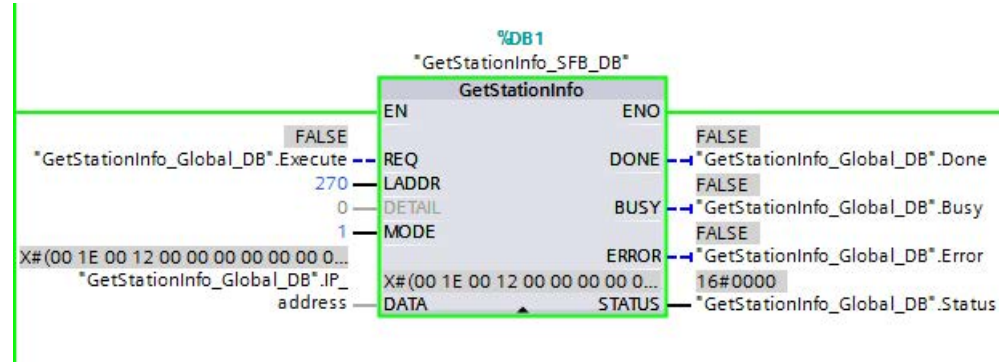 %DB1
"GetStationInfo_SFB_DB"
GetStationInfo
EN ENO
FALSE FALSE
"GetStationInfo_Global_DB".Execute REQ DONE "GetStationInfo_Global_DB".Done
270 LADDR FALSE
0 DETAIL BUSY "GetStationInfo_Global_DB".Busy
1 MODE FALSE
X#(00 1E 00 12 00 00 00 00 00 00 0... ERROR "GetStationInfo_Global_DB".Error
"GetStationInfo_Global_DB".IP_ X#(00 1E 00 12 00 00 00 00 0... 16#0000
address DATA STATUS "GetStationInfo_Global_DB".Status